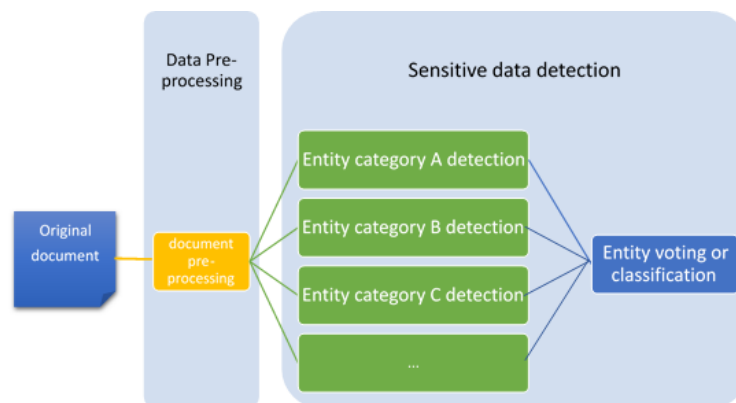 Data Pre-
processing
Sensitive data detection
Entity category A detection
Original
document
document
pre-
processing
Entity category B detection
Entity category C detection
...
Entity voting or
classification